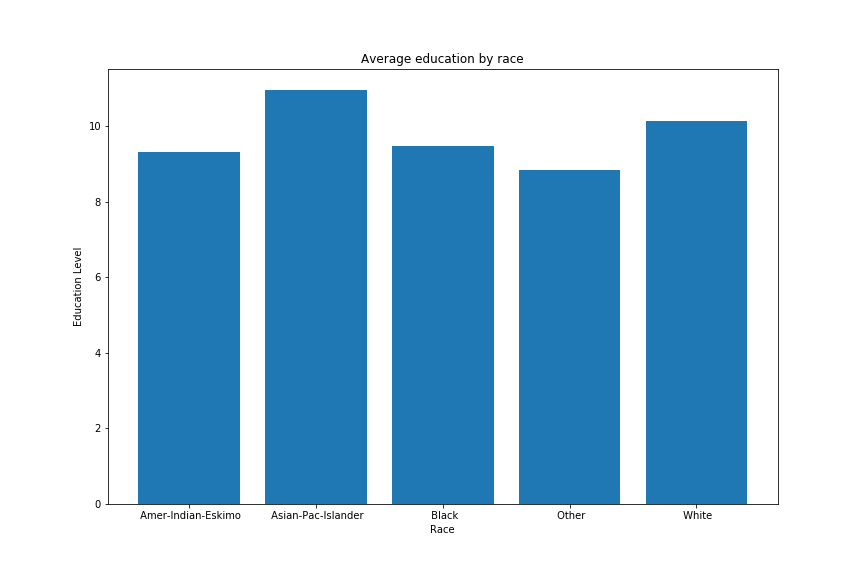 Average education by race
10
8
6
4
2
0
Education Level
Amer-Indian-Eskimo Asian-Pac-Islander Black Other White
Race